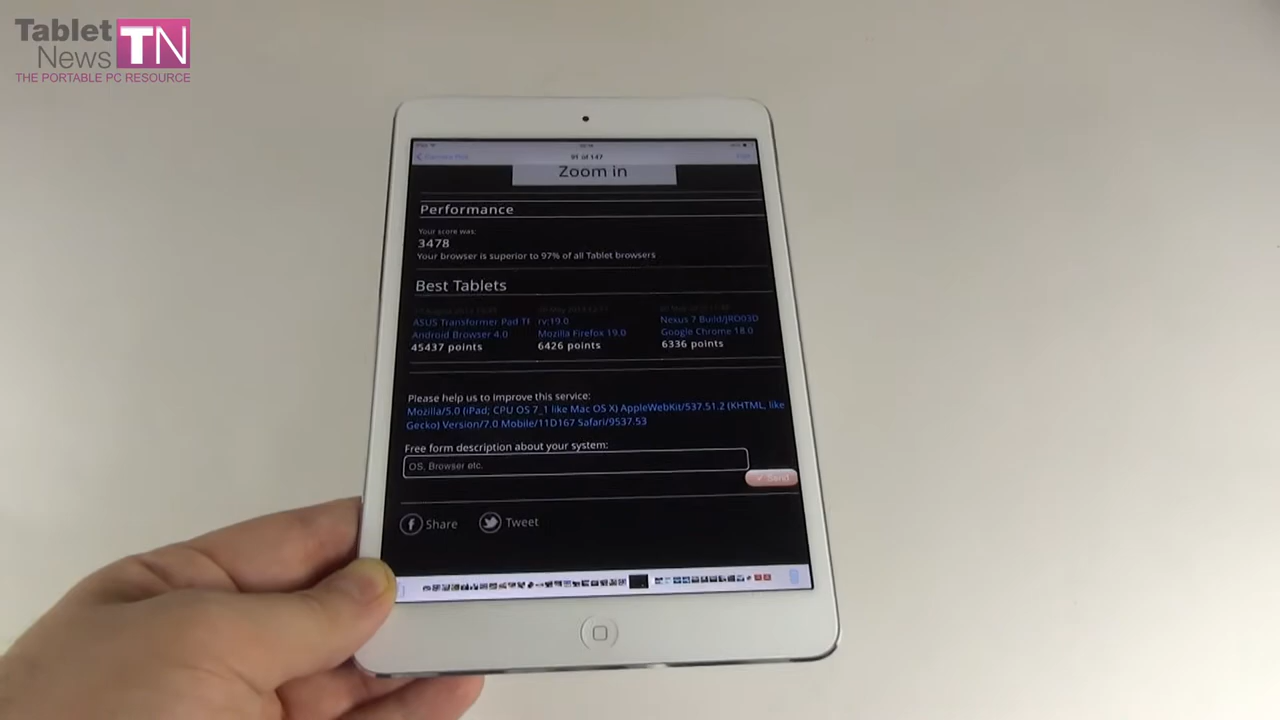 Tablet
News TN
THE PORTABLE PC RESOURCE
91 of 147
Zoom in
Performance
Your score was:
3478
Your browser is superior to 97% of all Tablet browsers
Best Tablets
ASUS Transformer Pad TI rv:19.0 Nexus 7 Build/JRO03D
Android Browser 4.0 Mozilla Firefox 19.0 Google Chrome 18.0
45437 points 6426 points 6336 points
Please help us to improve this service:
Mozilla/5.0 (iPad; CPU OS 7_1 like Mac OS X) AppleWebKit/537.51.2 (KHTML, like
Gecko) Version/7.0 Mobile/11D167 Safari/9537.53
Free form description about your system:
OS, Browser etc.
✓ Send
Share Tweet